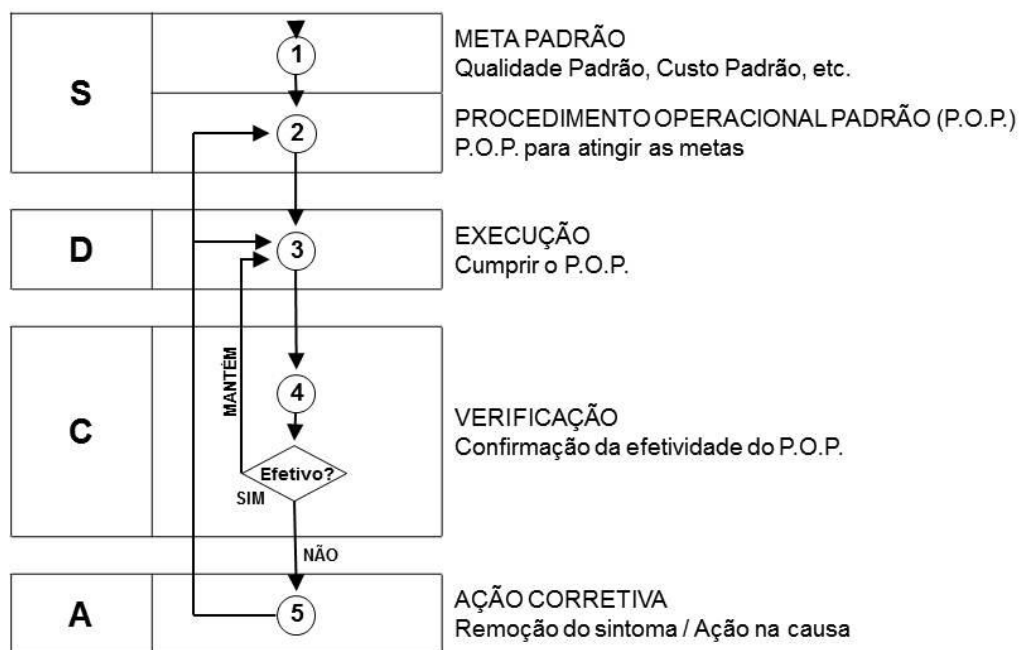 S
1
META PADRÃO
Qualidade Padrão, Custo Padrão, etc.
2
PROCEDIMENTO OPERACIONAL PADRÃO (P.O.P.)
P.O.P. para atingir as metas
D
3
EXECUÇÃO
Cumprir o P.O.P.
MANTÉM
C
4
VERIFICAÇÃO
Confirmação da efetividade do P.O.P.
Efetivo?
SIM
NÃO
A
5
AÇÃO CORRETIVA
Remoção do sintoma / Ação na causa